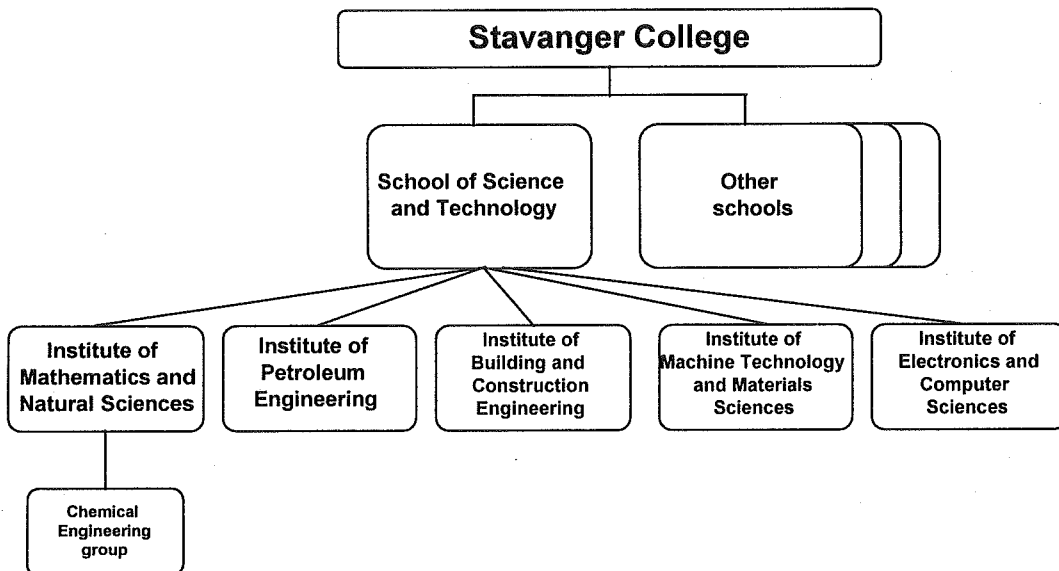 Stavanger College
School of Science
and Technology
Other
schools
Institute of
Mathematics and
Natural Sciences
Institute of
Petroleum
Engineering
Institute of
Building and
Construction
Engineering
Institute of
Machine Technology
and Materials
Sciences
Institute of
Electronics and
Computer
Sciences
Chemical
Engineering
group